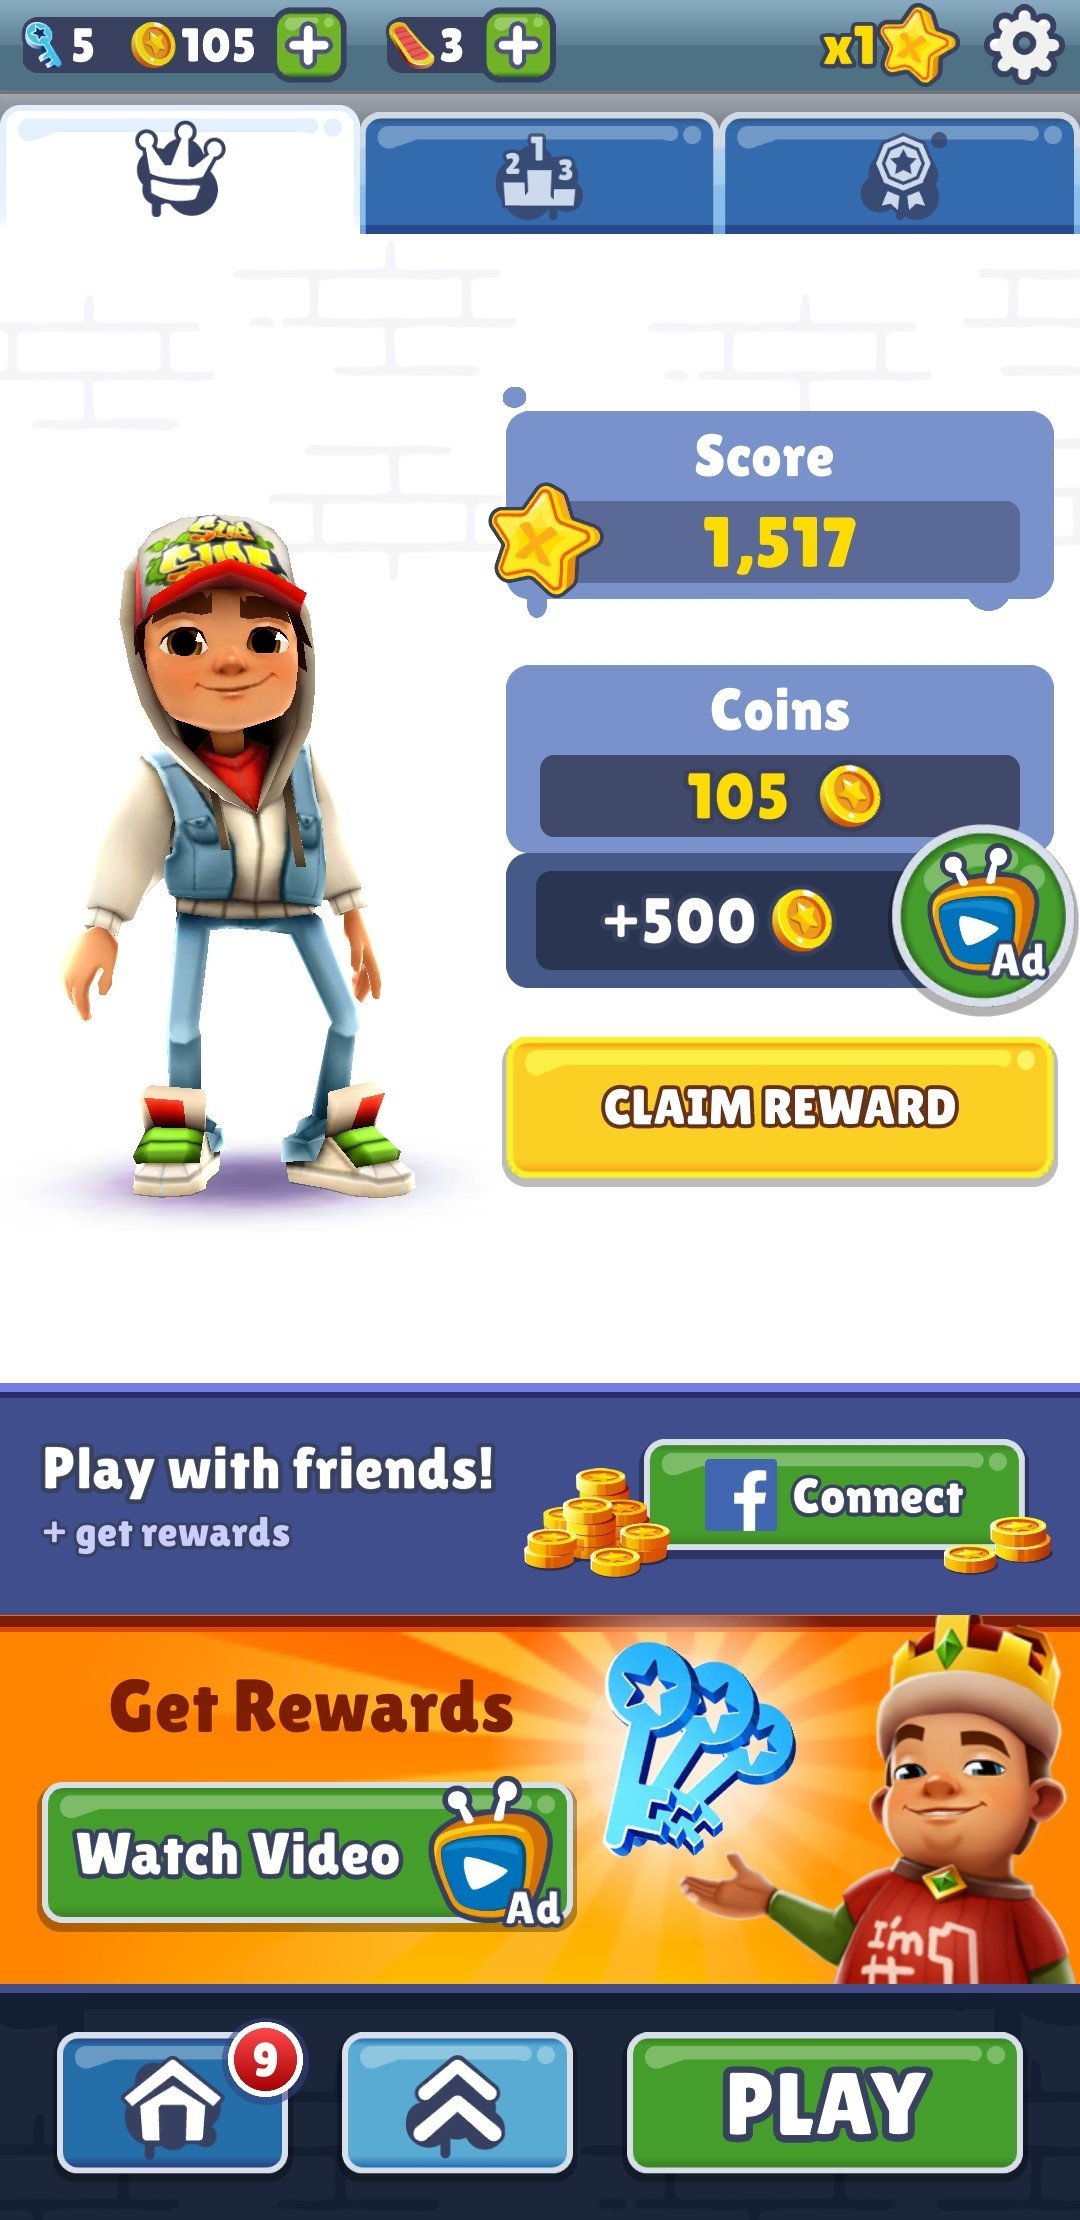 5
105
3
x1
2 1 3
Score
1,517
Coins
105
+500
Ad
CLAIM REWARD
Play with friends!
+ get rewards
f Connect
Get Rewards
Watch Video
Ad
I'm
#1
9
PLAY